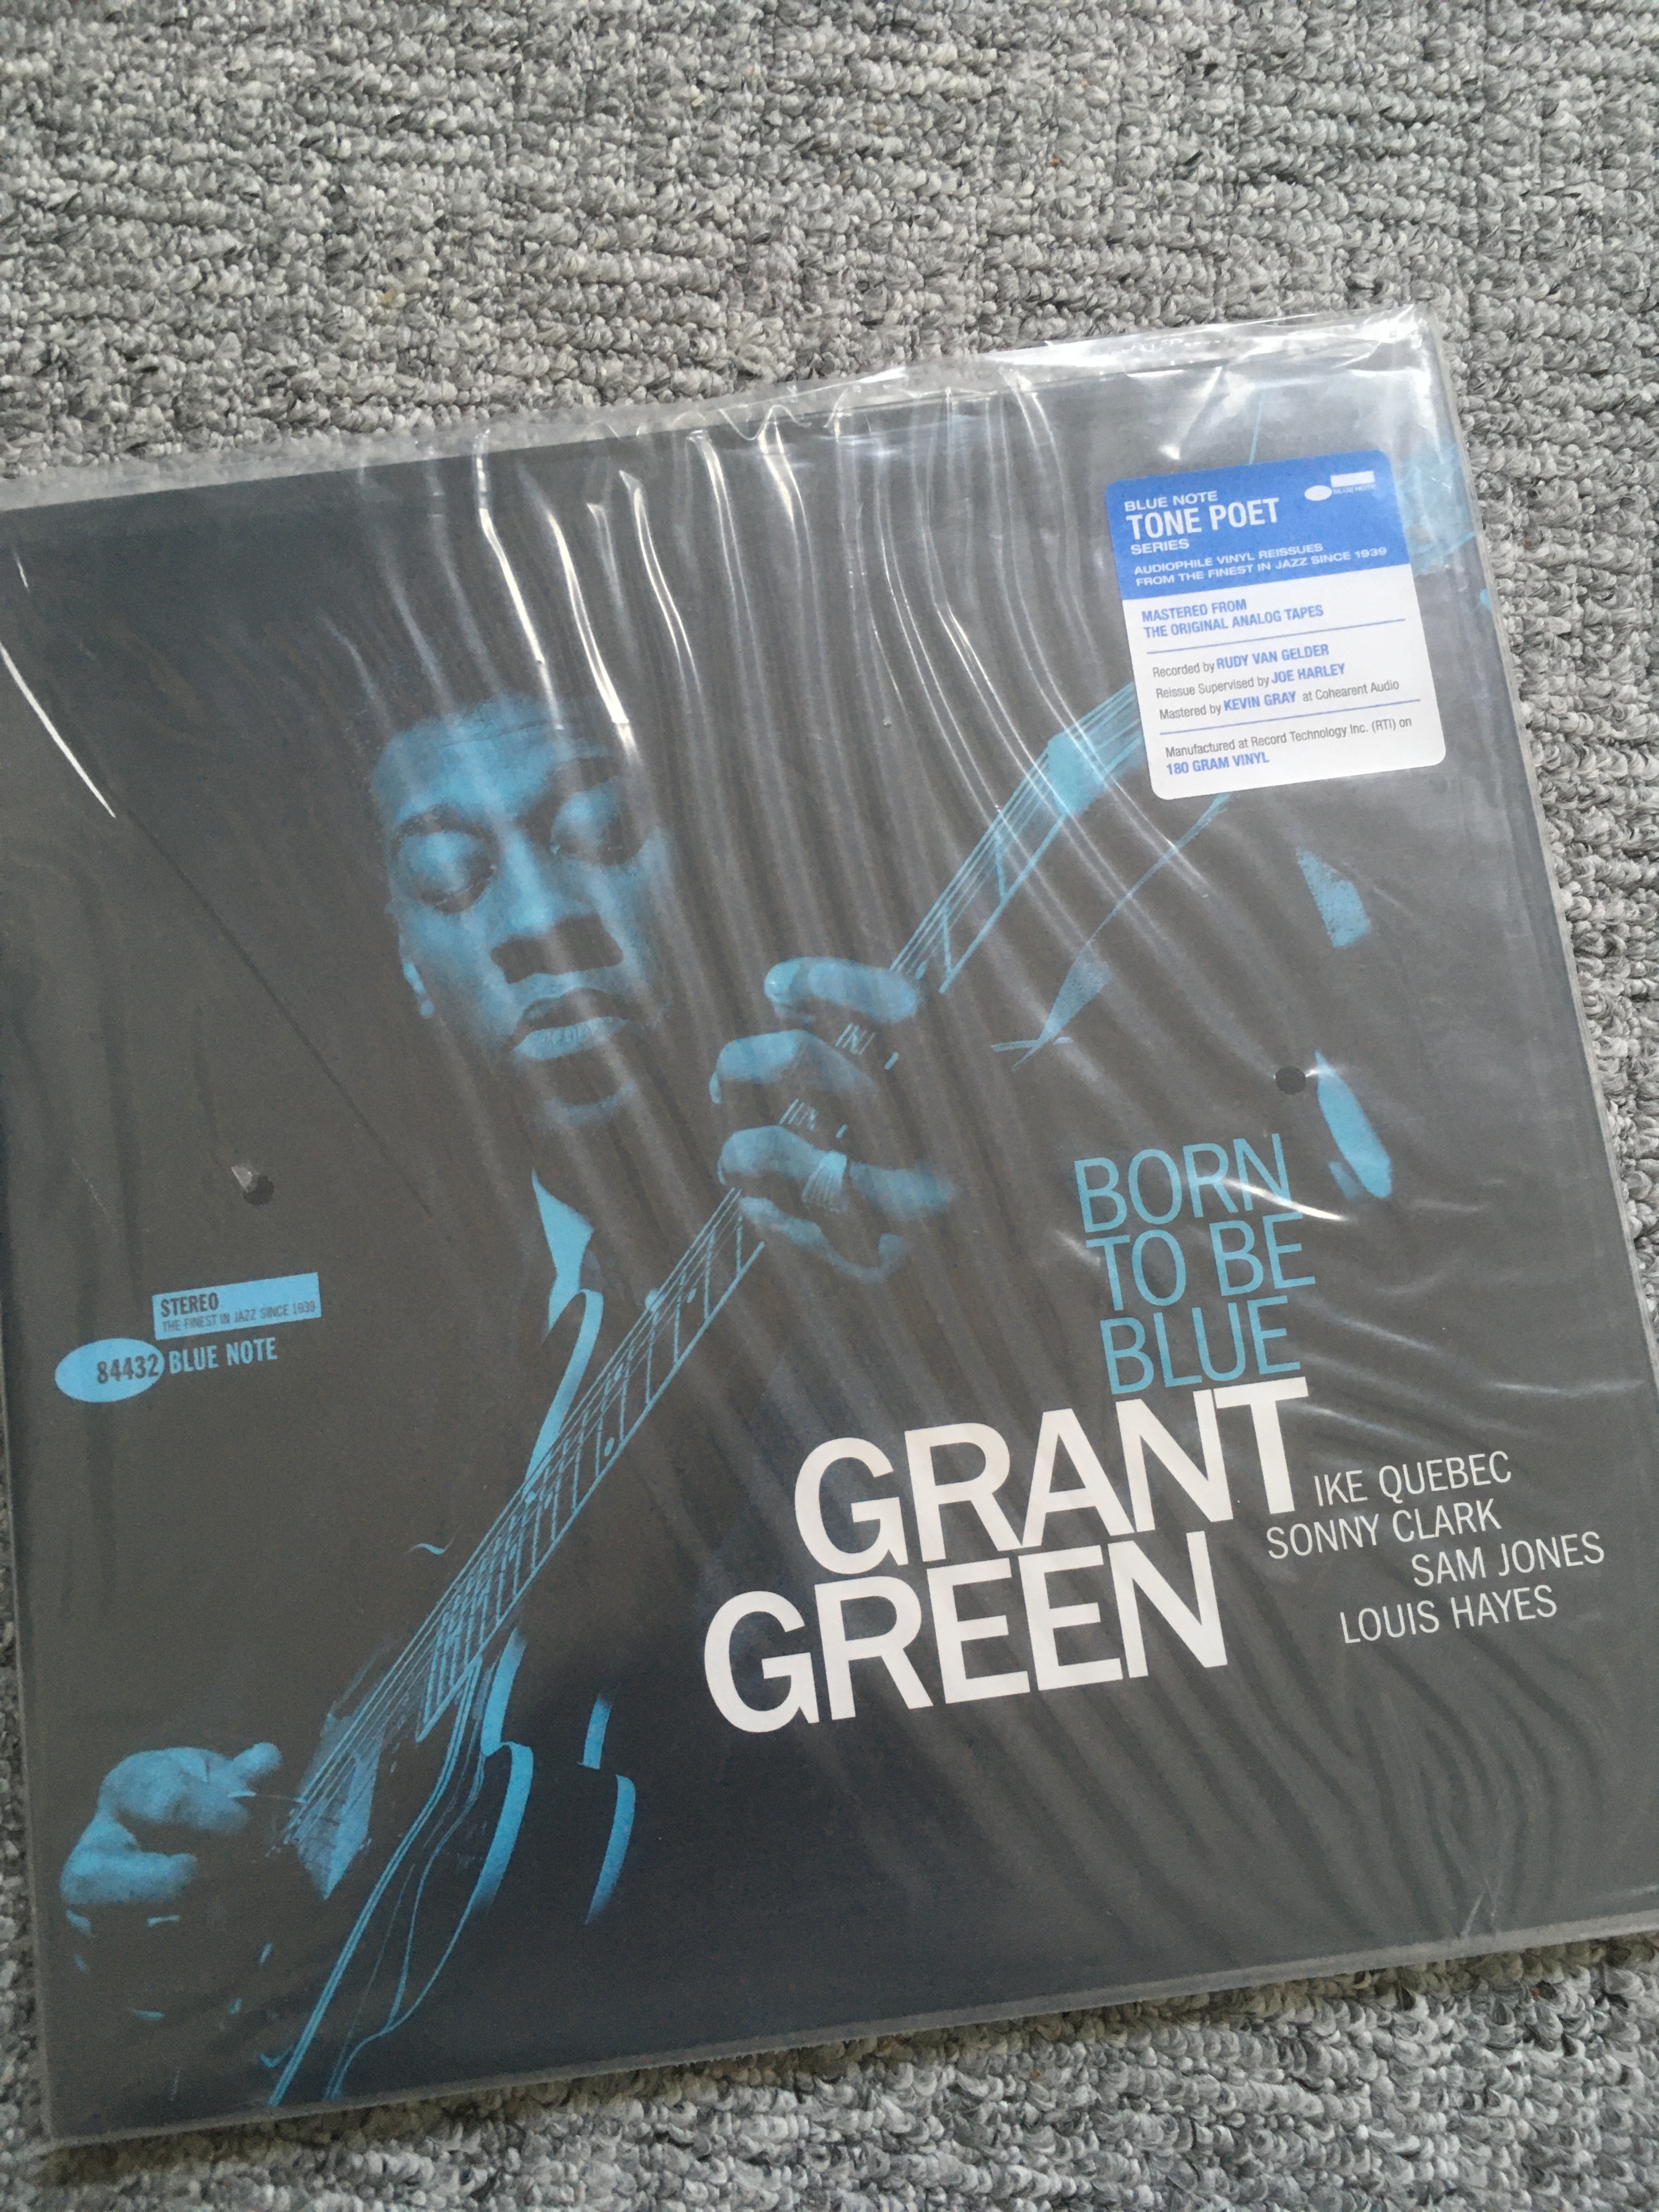 BLUE NOTE
BLUE NOTE
TONE POET
SERIES
AUDIOPHILE VINYL REISSUES
FROM THE FINEST IN JAZZ SINCE 1939
MASTERED FROM
THE ORIGINAL ANALOG TAPES
Recorded by RUDY VAN GELDER
Reissue Supervised by JOE HARLEY
Mastered by KEVIN GRAY at Cohearent Audio
Manufactured at Record Technology Inc. (RTI) on
180 GRAM VINYL
STEREO
THE FINEST IN JAZZ SINCE 1939
84432 BLUE NOTE
BORN
TO BE
BLUE
GRANT
GREEN
IKE QUEBEC
SONNY CLARK
SAM JONES
LOUIS HAYES